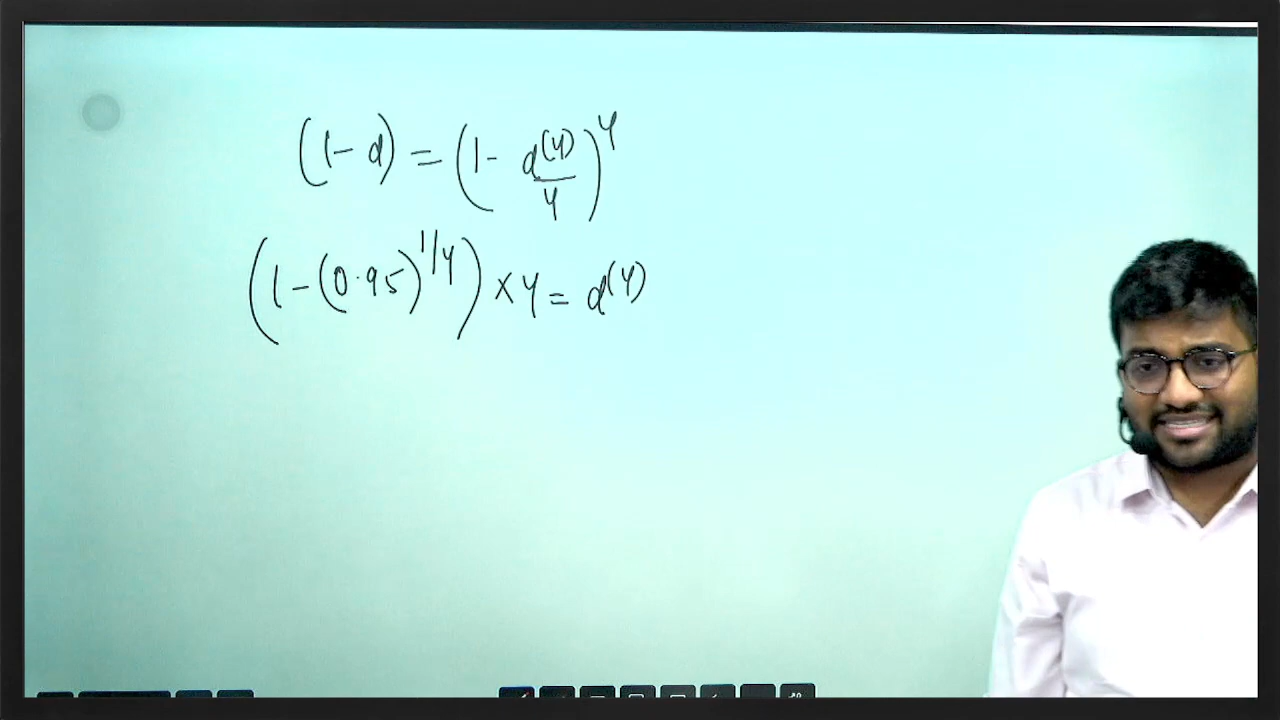 (1 - d) = (1 - d^(4)/4)^4
(1 - (0.95)^1/4) × 4 = d^(4)